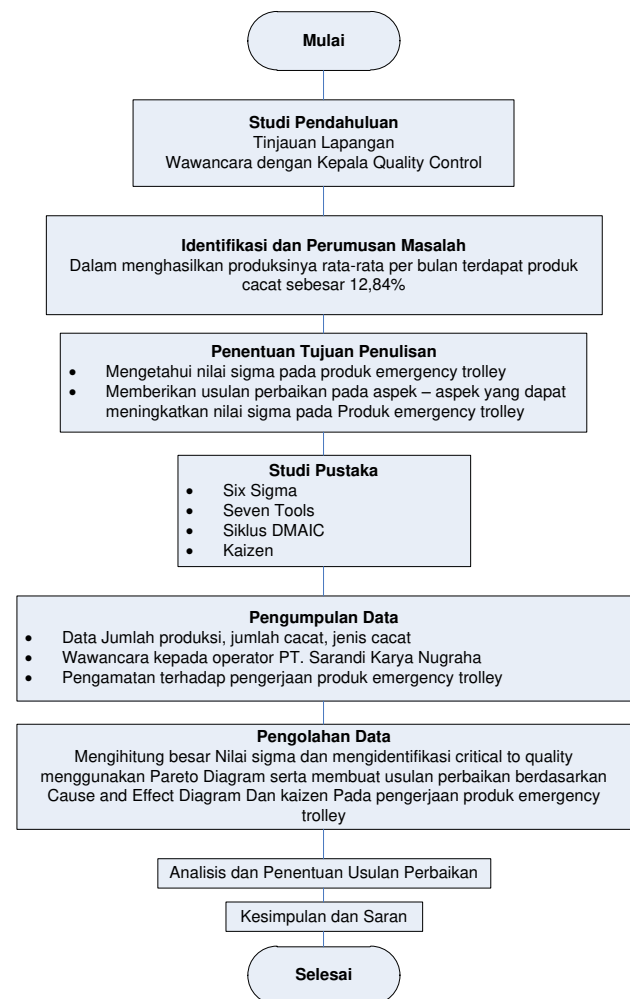 Mulai
Studi Pendahuluan
Tinjauan Lapangan
Wawancara dengan Kepala Quality Control
Identifikasi dan Perumusan Masalah
Dalam menghasilkan produksinya rata-rata per bulan terdapat produk
cacat sebesar 12,84%
Penentuan Tujuan Penulisan
• Mengetahui nilai sigma pada produk emergency trolley
• Memberikan usulan perbaikan pada aspek – aspek yang dapat
meningkatkan nilai sigma pada Produk emergency trolley
Studi Pustaka
• Six Sigma
• Seven Tools
• Siklus DMAIC
• Kaizen
Pengumpulan Data
• Data Jumlah produksi, jumlah cacat, jenis cacat
• Wawancara kepada operator PT. Sarandi Karya Nugraha
• Pengamatan terhadap pengerjaan produk emergency trolley
Pengolahan Data
Mengihitung besar Nilai sigma dan mengidentifikasi critical to quality
menggunakan Pareto Diagram serta membuat usulan perbaikan berdasarkan
Cause and Effect Diagram Dan kaizen Pada pengerjaan produk emergency
trolley
Analisis dan Penentuan Usulan Perbaikan
Kesimpulan dan Saran
Selesai